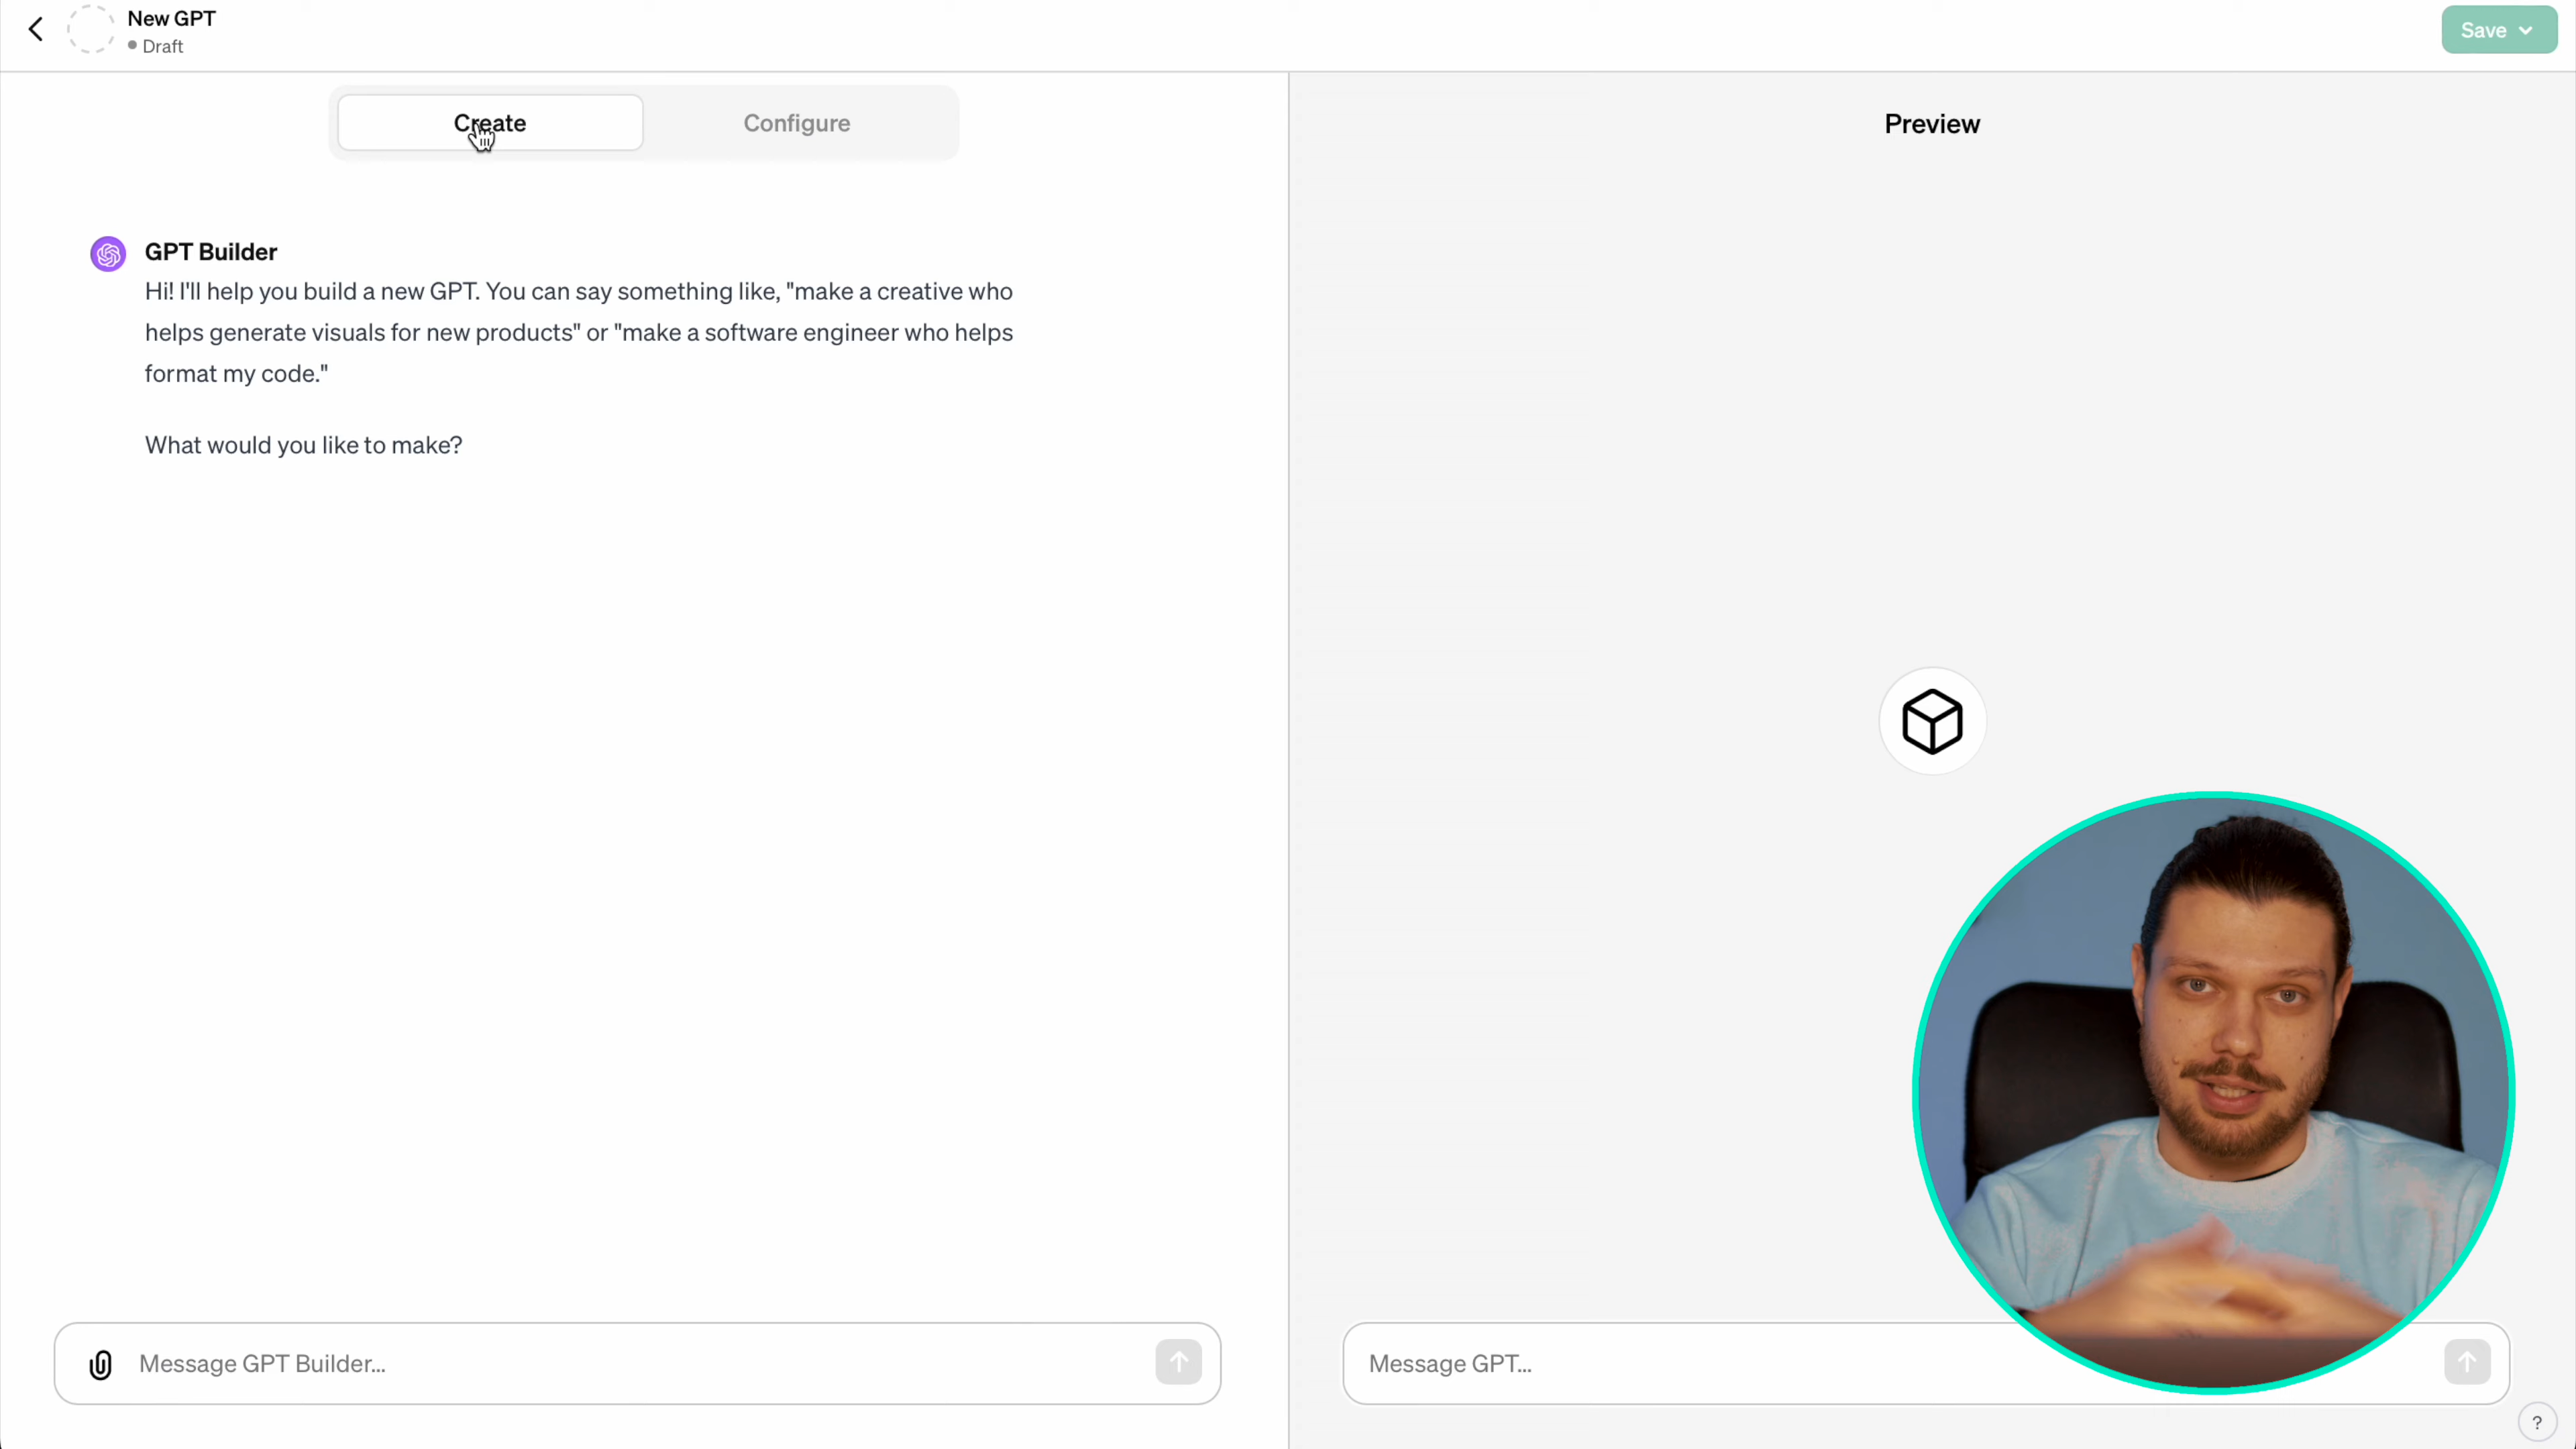 New GPT
Draft
Save
Create
Configure
Preview
GPT Builder
Hi! I'll help you build a new GPT. You can say something like, "make a creative who
helps generate visuals for new products" or "make a software engineer who helps
format my code."
What would you like to make?
Message GPT Builder...
Message GPT...
?